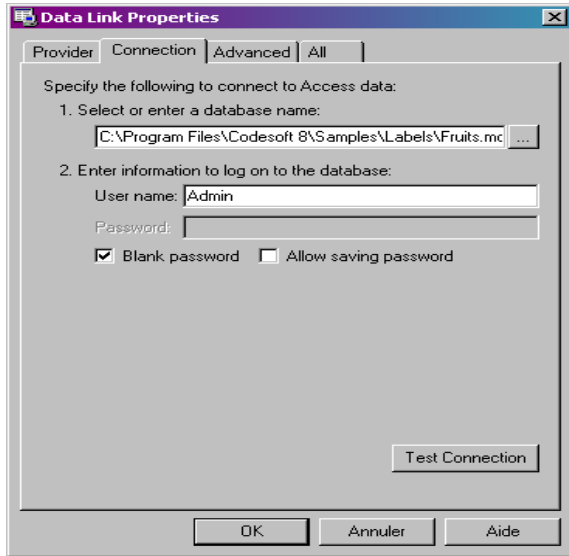 Data Link Properties
Provider Connection Advanced All
Specify the following to connect to Access data:
1. Select or enter a database name:
C:\Program Files\Codesoft 8\Samples\Labels\Fruits.mc ...
2. Enter information to log on to the database:
User name: Admin
Password:
Blank password Allow saving password
Test Connection
OK Annuler Aide